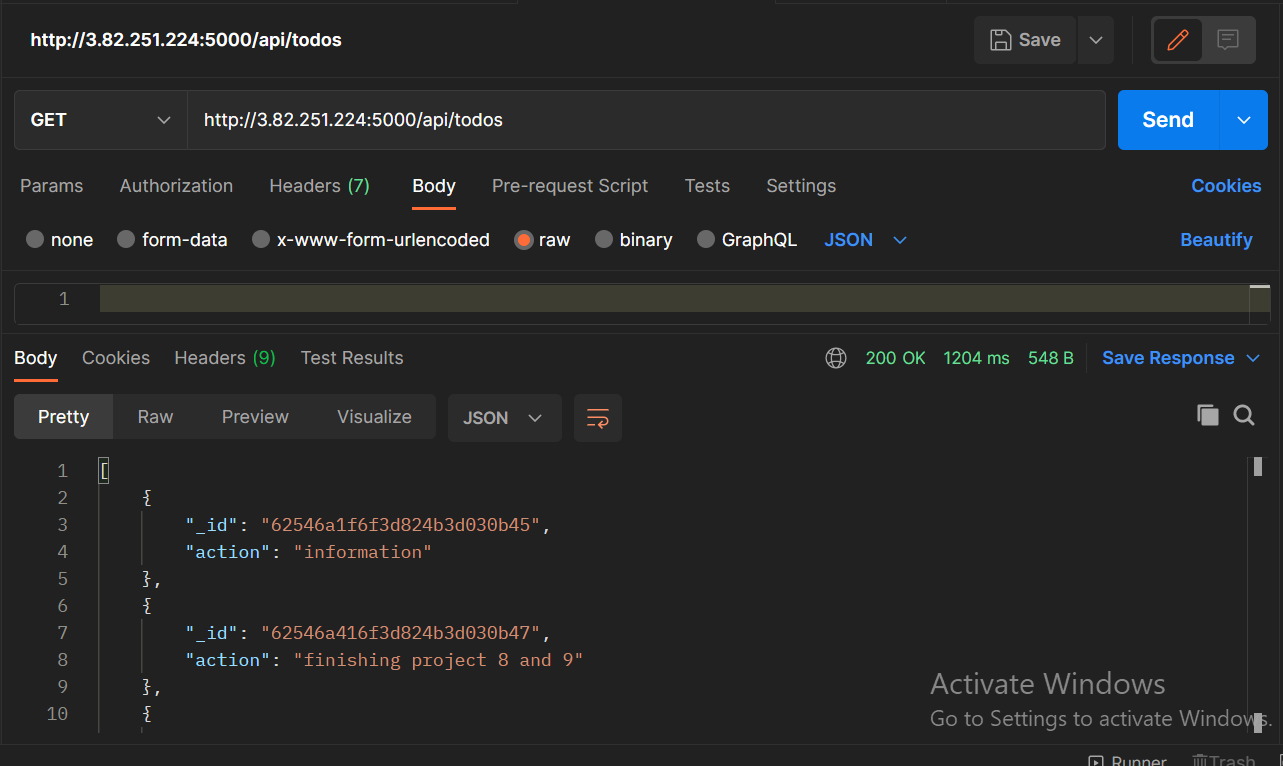 http://3.82.251.224:5000/api/todos
Save
GET
http://3.82.251.224:5000/api/todos
Send
Params Authorization Headers (7) Body Pre-request Script Tests Settings Cookies
none form-data x-www-form-urlencoded raw binary GraphQL JSON Beautify
1
Body Cookies Headers (9) Test Results 200 OK 1204 ms 548 B Save Response
Pretty Raw Preview Visualize JSON
1 [
2 {
3 "_id": "62546a1f6f3d824b3d030b45",
4 "action": "information"
5 },
6 {
7 "_id": "62546a416f3d824b3d030b47",
8 "action": "finishing project 8 and 9"
9 },
10 {
Activate Windows
Go to Settings to activate Windows.
Runner Trash